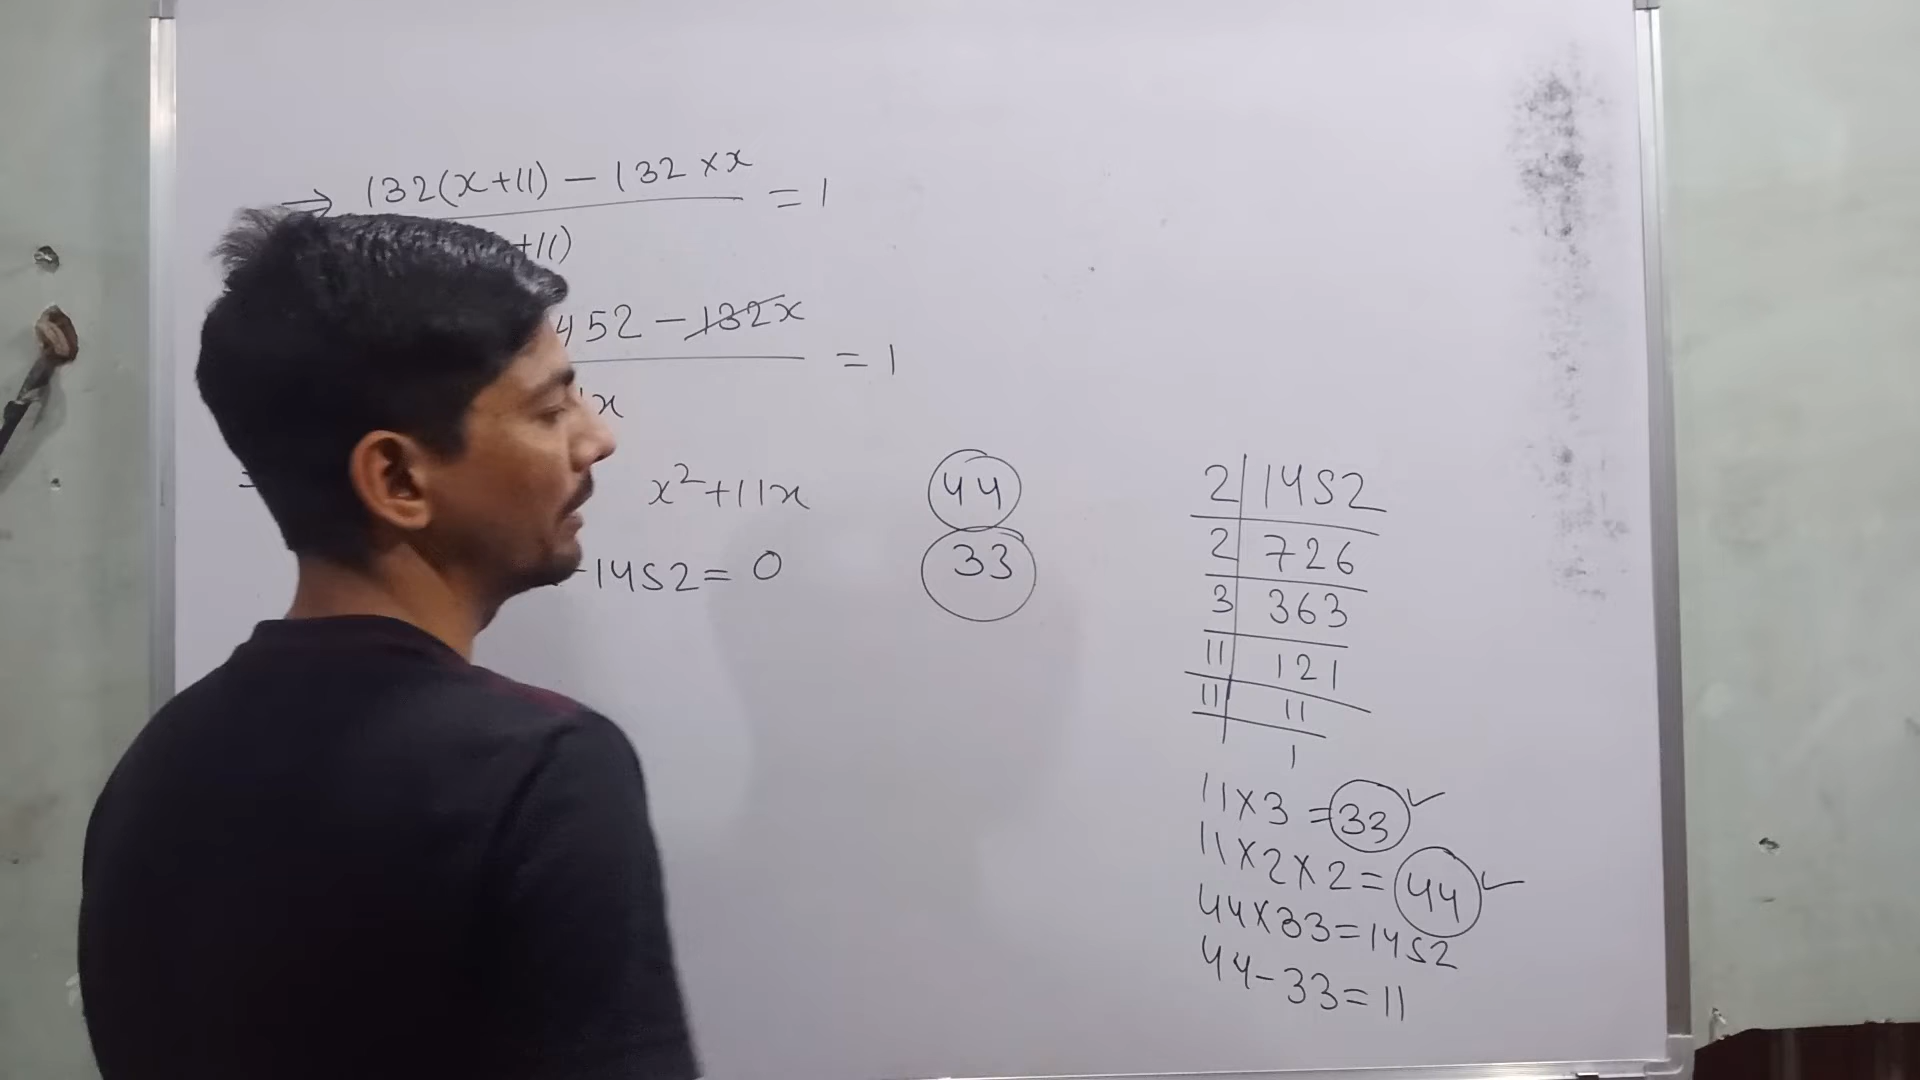 ⇒ 132(x+11) – 132 × x
= 1
+11)
452 – 132x
= 1
x
x²+11x
-1452 = 0
44
33
2|1452
2|726
3|363
11|121
11|11
1
11×3 = 33 ✓
11×2×2 = 44 ✓
44×33 = 1452
44-33 = 11